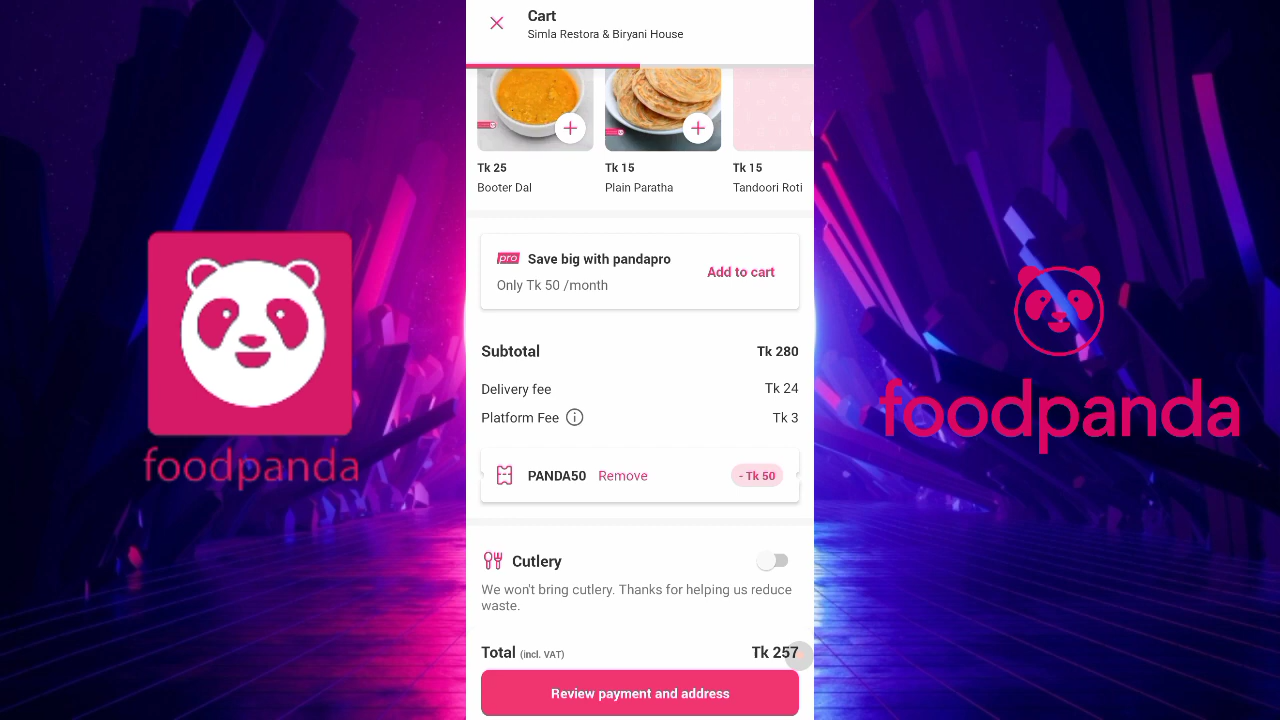 Cart
Simla Restora & Biryani House
Tk 25
Tk 15
Tk 15
Booter Dal
Plain Paratha
Tandoori Roti
pro Save big with pandapro
Only Tk 50 /month
Add to cart
Subtotal Tk 280
Delivery fee Tk 24
Platform Fee Tk 3
PANDA50 Remove - Tk 50
Cutlery
We won't bring cutlery. Thanks for helping us reduce
waste.
Total (incl. VAT) Tk 257
Review payment and address
foodpanda
foodpanda